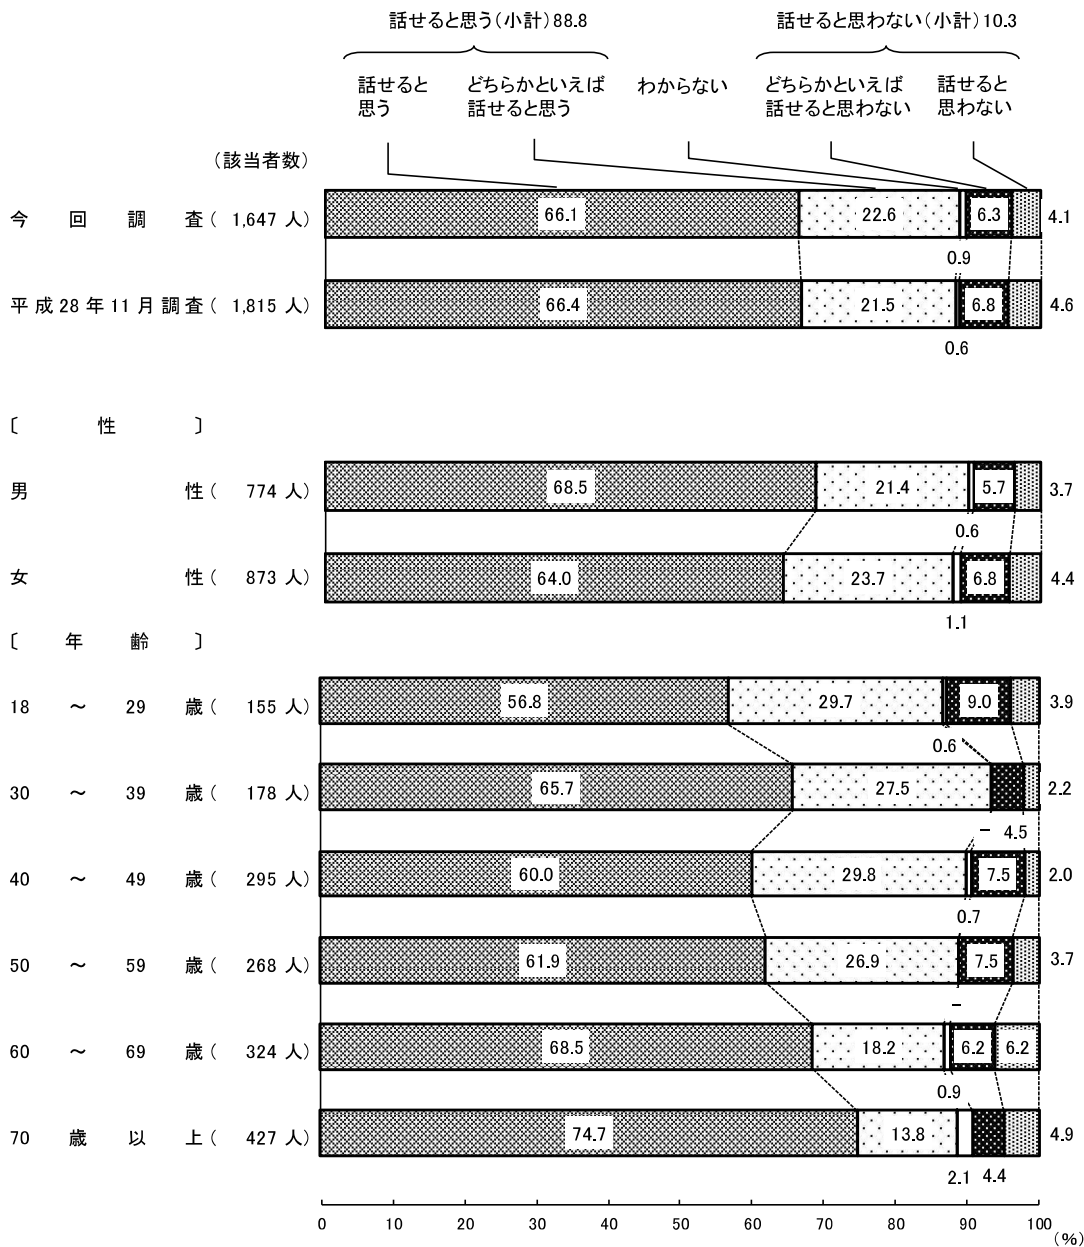 話せると思う(小計)88.8 話せると思わない(小計)10.3
話せると どちらかといえば わからない どちらかといえば 話せると
思う 話せると思う 話せると思わない 思わない
(該当者数)
今回調査( 1,647 人) 66.1 22.6 6.3 4.1
0.9
平成28年11月調査( 1,815 人) 66.4 21.5 6.8 4.6
0.6
〔 性 〕
男性( 774 人) 68.5 21.4 5.7 3.7
0.6
女性( 873 人) 64.0 23.7 6.8 4.4
1.1
〔 年齢 〕
18 ～ 29 歳( 155 人) 56.8 29.7 9.0 3.9
0.6
30 ～ 39 歳( 178 人) 65.7 27.5 2.2
− 4.5
40 ～ 49 歳( 295 人) 60.0 29.8 7.5 2.0
0.7
50 ～ 59 歳( 268 人) 61.9 26.9 7.5 3.7
−
60 ～ 69 歳( 324 人) 68.5 18.2 6.2 6.2
0.9
70 歳以上( 427 人) 74.7 13.8 4.9
2.1 4.4
0 10 20 30 40 50 60 70 80 90 100
(%)